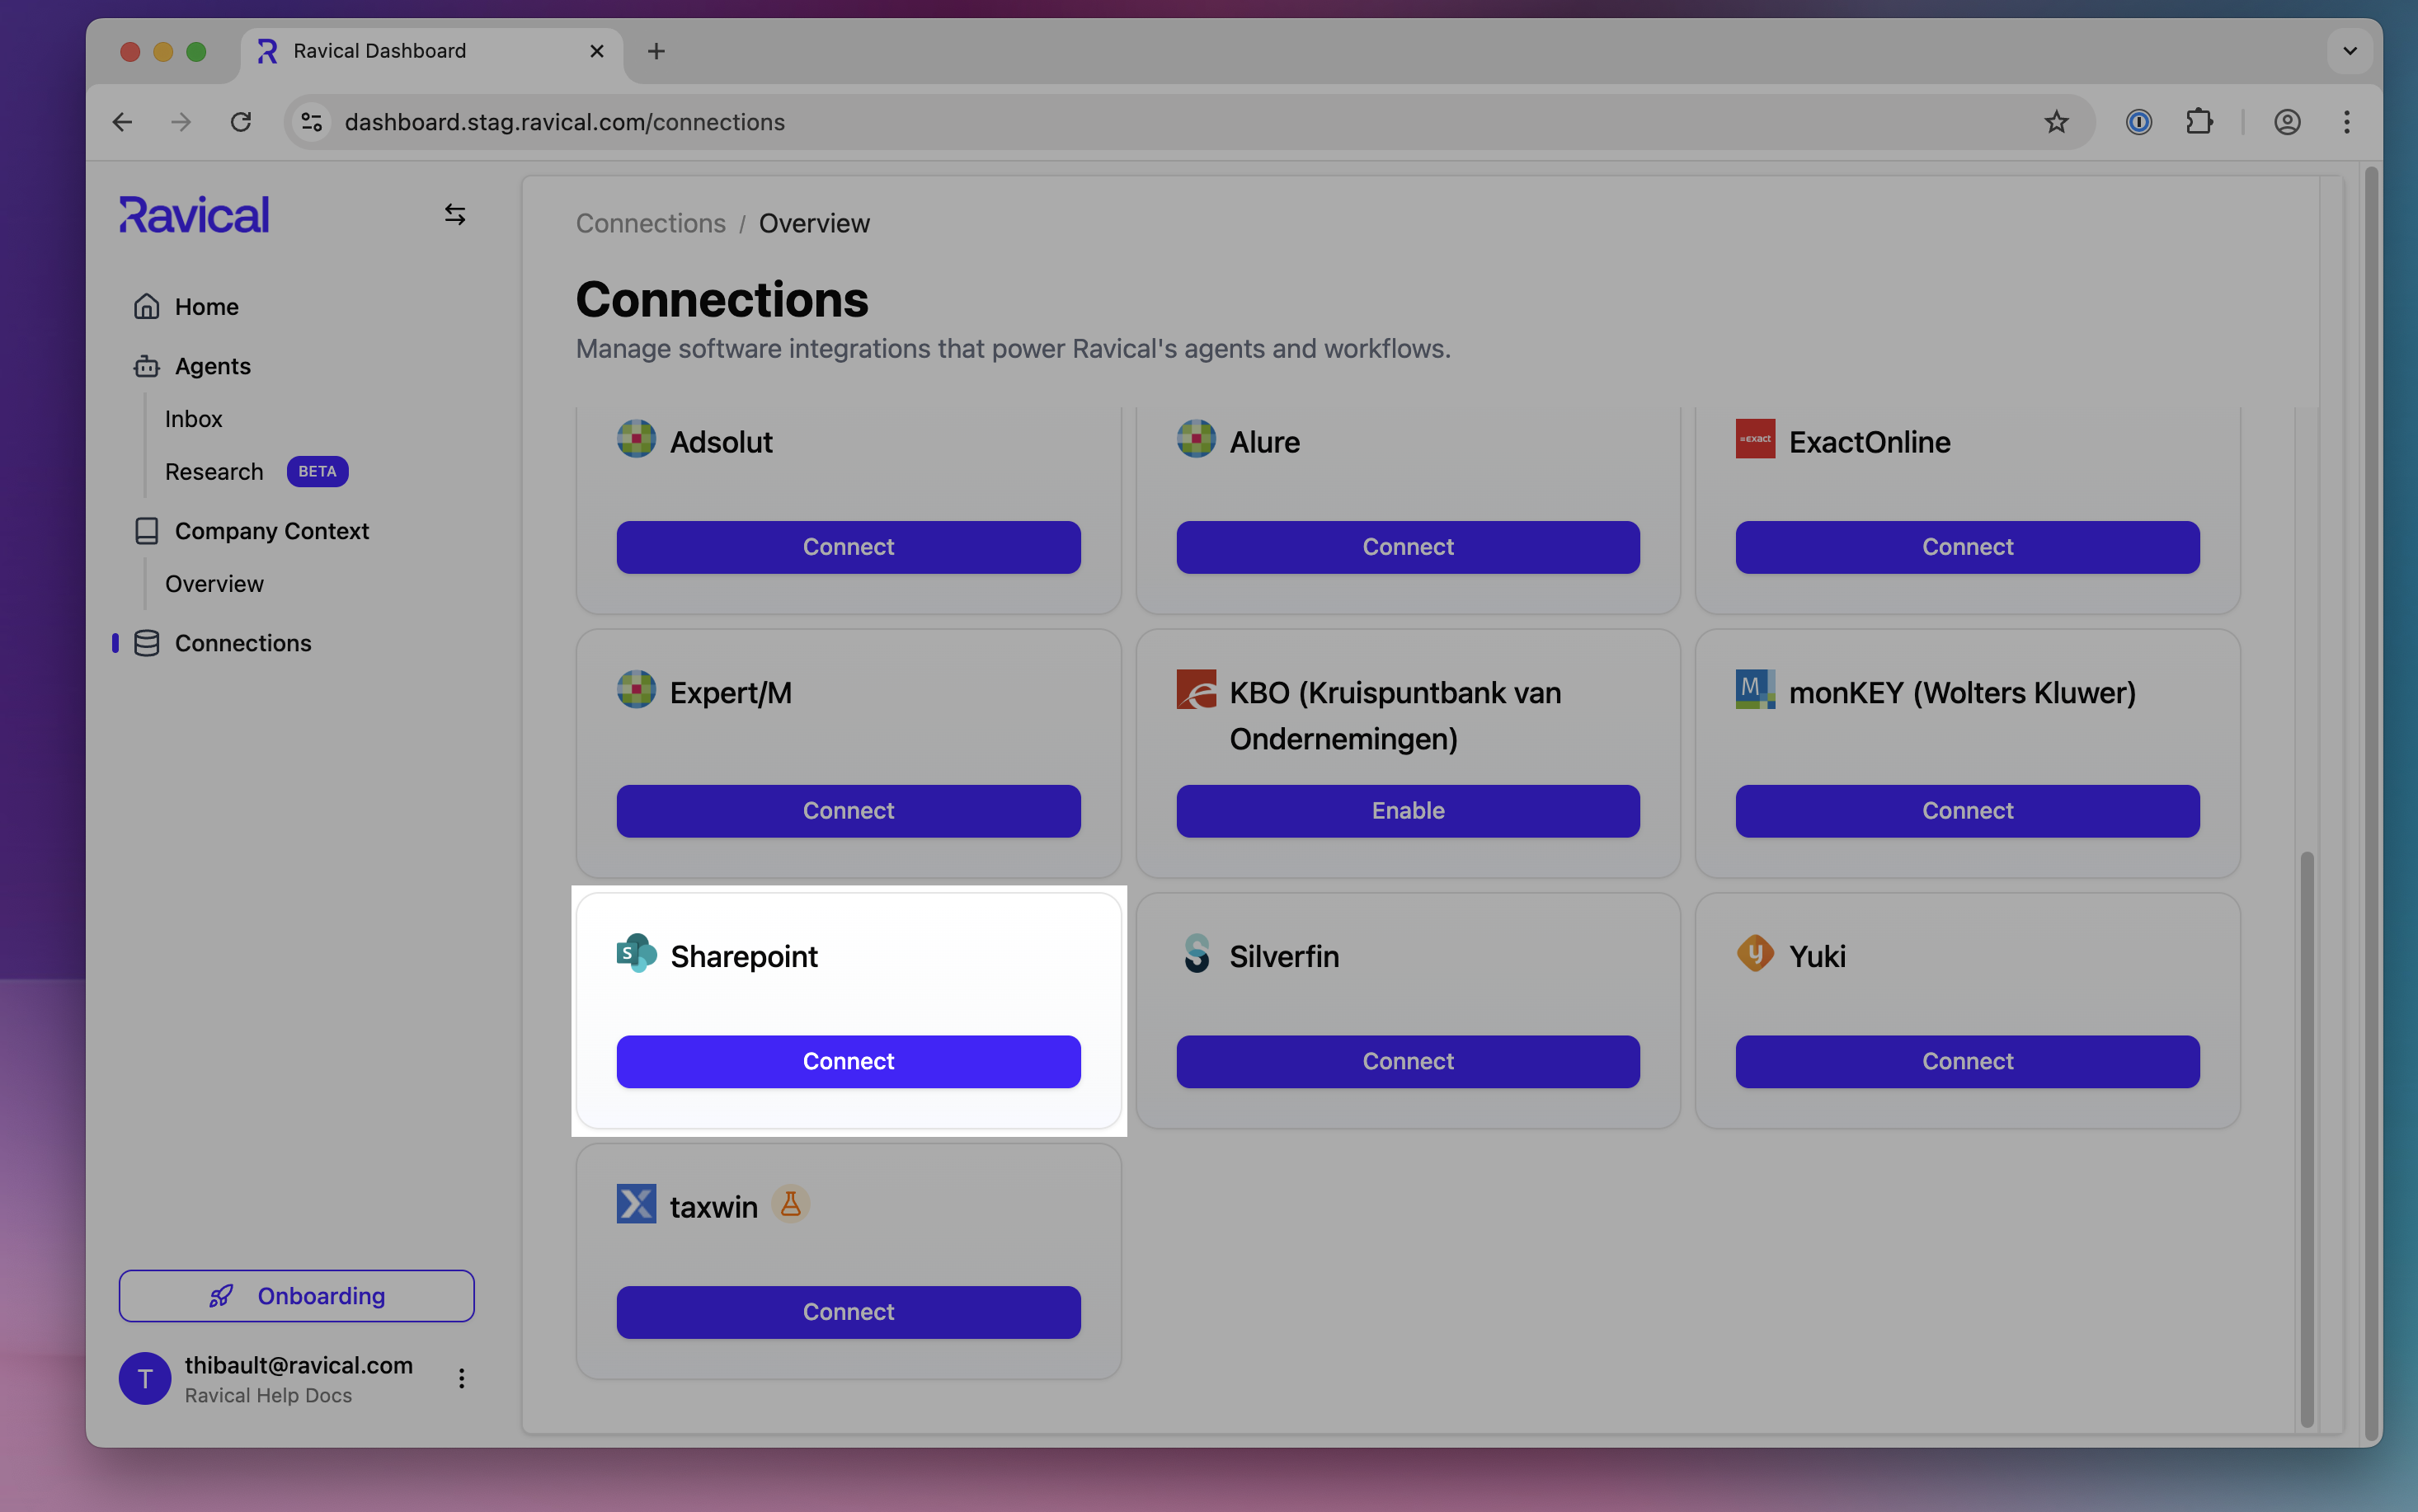 Ravical Dashboard
dashboard.stag.ravical.com/connections
Ravical
Home
Agents
Inbox
Research BETA
Company Context
Overview
Connections
Onboarding
T
thibault@ravical.com
Ravical Help Docs
Connections / Overview
Connections
Manage software integrations that power Ravical's agents and workflows.
Adsolut
Connect
Alure
Connect
=exact ExactOnline
Connect
Expert/M
Connect
KBO (Kruispuntbank van
Ondernemingen)
Enable
M monKEY (Wolters Kluwer)
Connect
S Sharepoint
Connect
Silverfin
Connect
y Yuki
Connect
taxwin
Connect